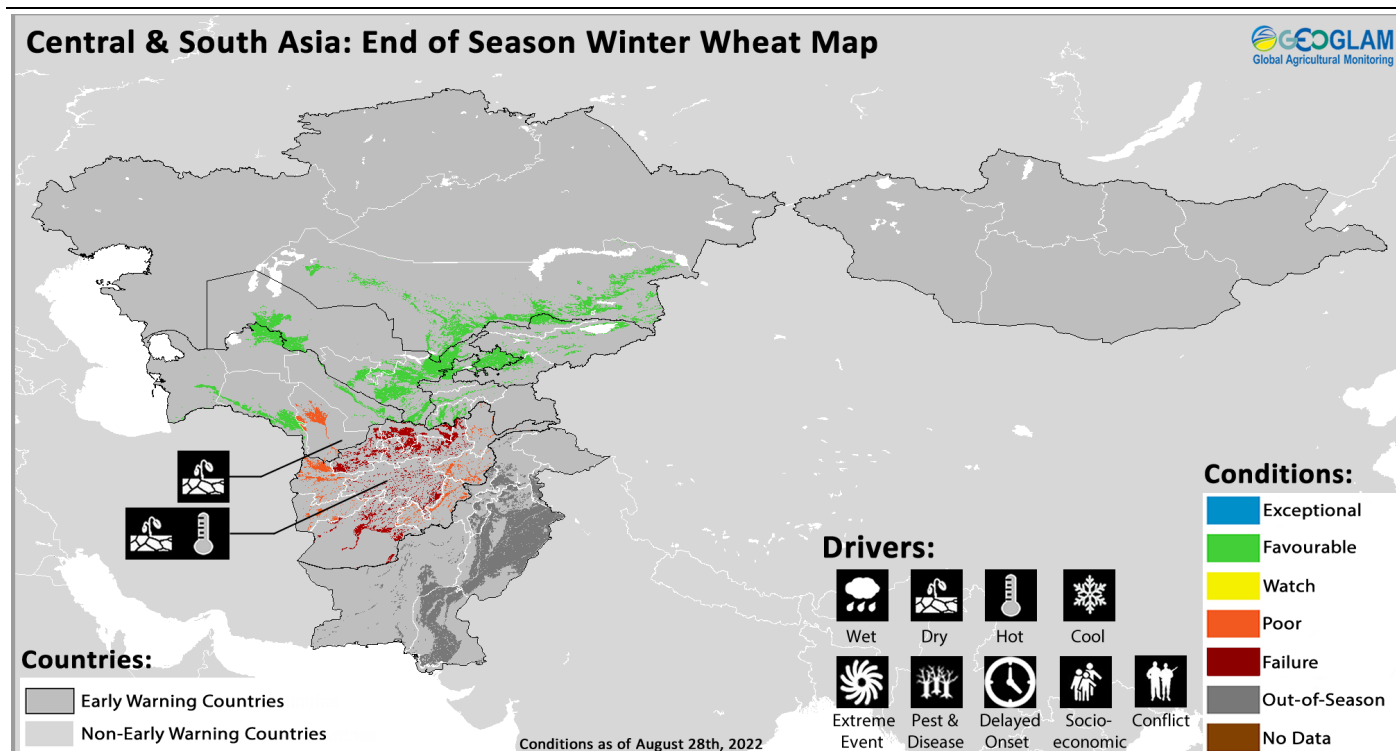 Central & South Asia: End of Season Winter Wheat Map
GEOGLAM
Global Agricultural Monitoring
Conditions:
Exceptional
Favourable
Watch
Poor
Failure
Out-of-Season
No Data
Drivers:
Wet
Dry
Hot
Cool
Extreme
Event
Pest &
Disease
Delayed
Onset
Socio-
economic
Conflict
Countries:
Early Warning Countries
Non-Early Warning Countries
Conditions as of August 28th, 2022